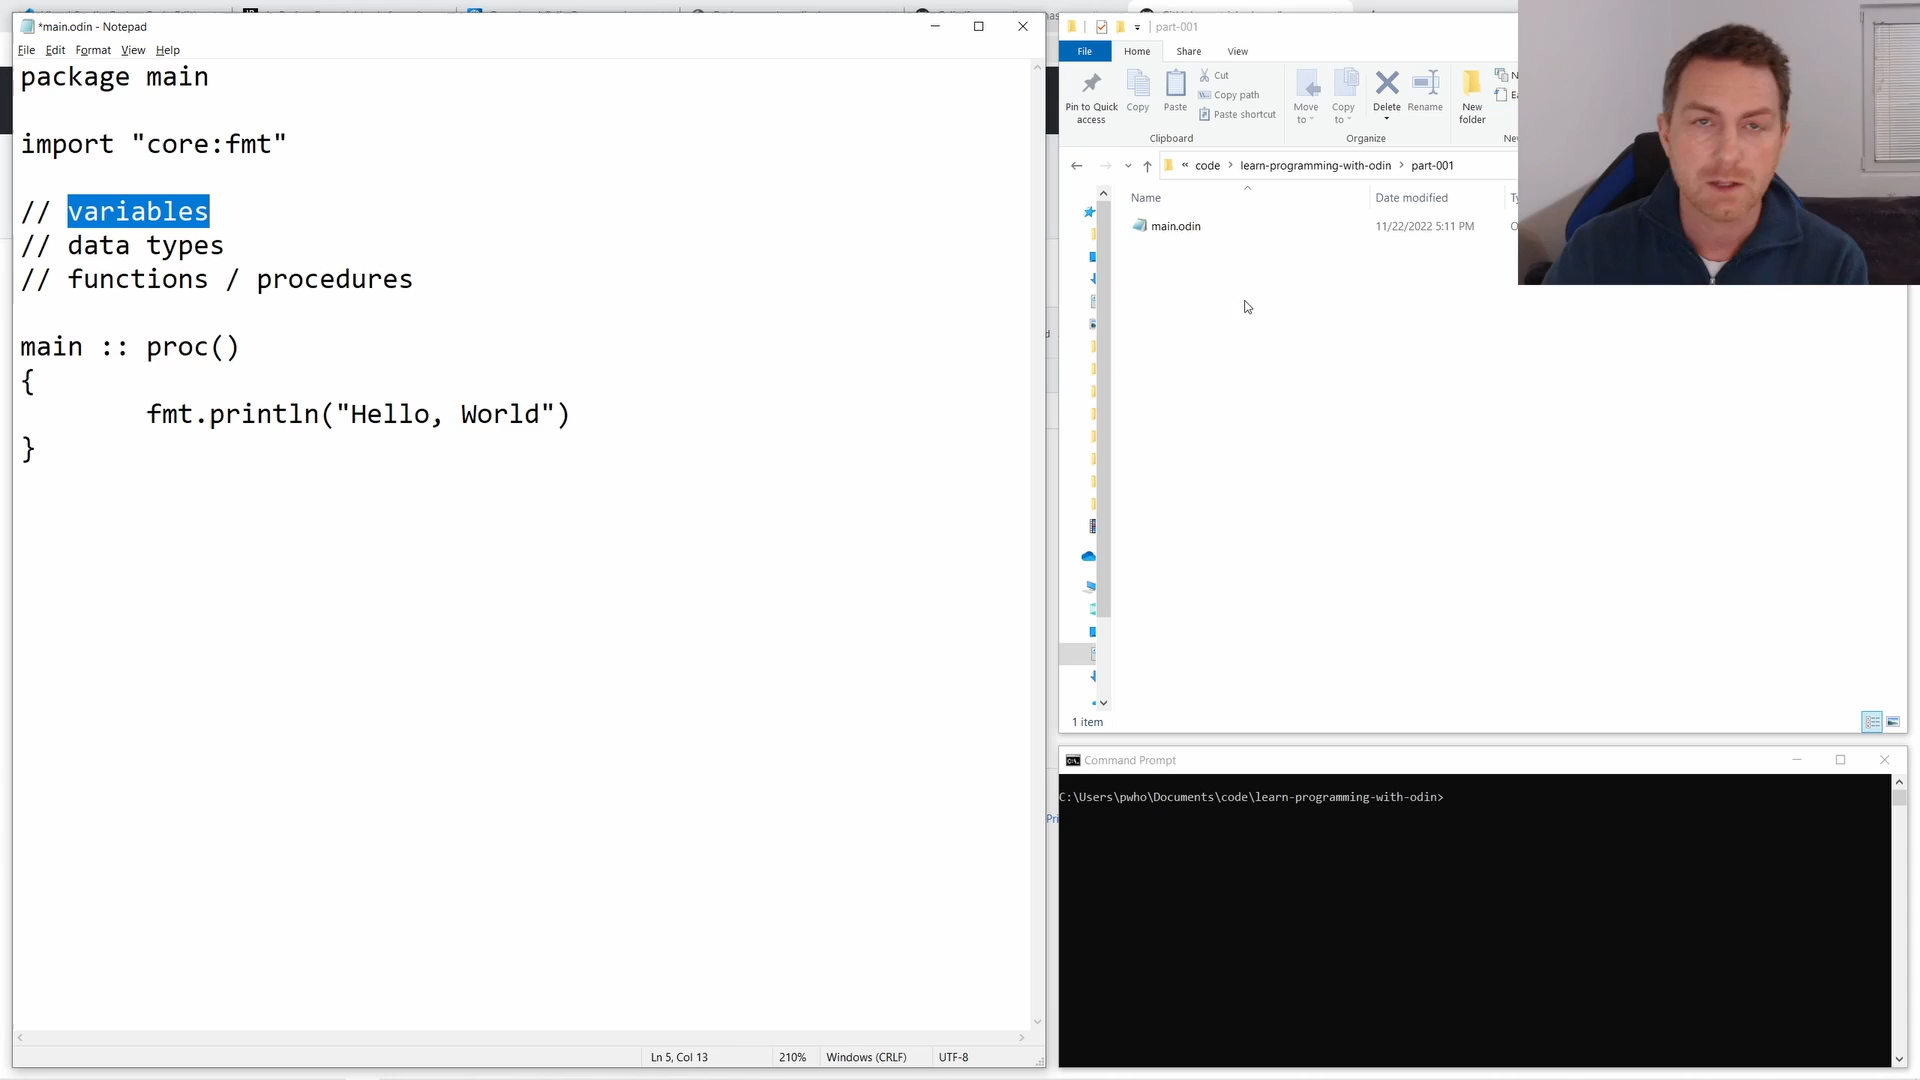 *main.odin - Notepad
File Edit Format View Help
package main
import "core:fmt"
// variables
// data types
// functions / procedures
main :: proc()
{
fmt.println("Hello, World")
}
Ln 5, Col 13 210% Windows (CRLF) UTF-8
part-001
File Home Share View
Pin to Quick access
Copy
Paste
Cut
Copy path
Paste shortcut
Clipboard
Move to
Copy to
Delete
Rename
Organize
New folder
« code > learn-programming-with-odin > part-001
Name Date modified
main.odin 11/22/2022 5:11 PM
1 item
Command Prompt
C:\Users\pwho\Documents\code\learn-programming-with-odin>